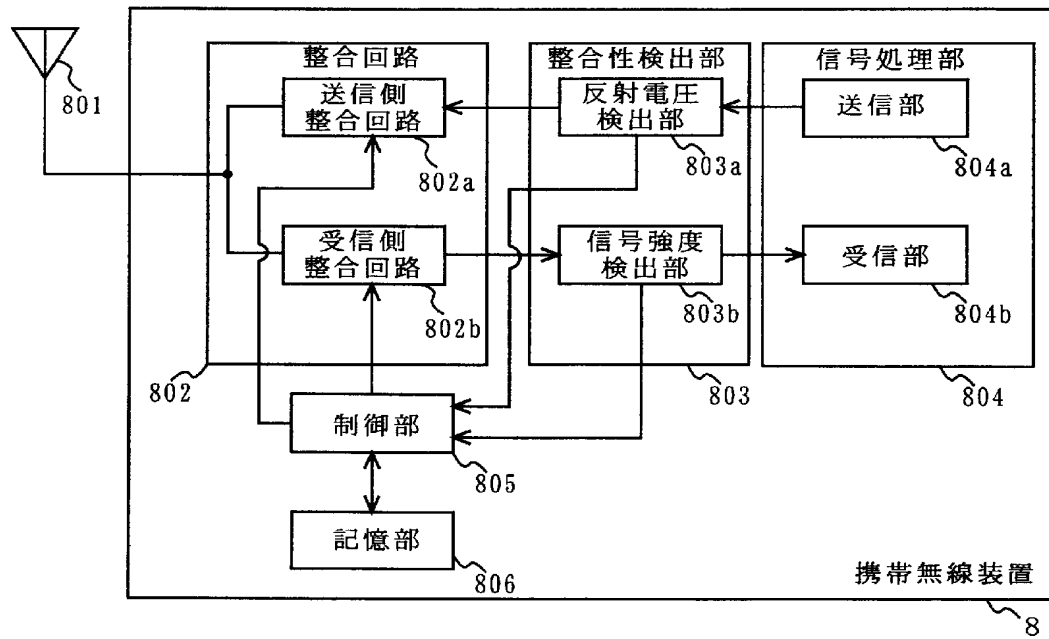 801
整合回路
整合性検出部
信号処理部
送信側
整合回路
802a
反射電圧
検出部
803a
送信部
804a
受信側
整合回路
802b
信号強度
検出部
803b
受信部
804b
802
803
804
制御部
805
記憶部
806
携帯無線装置
8